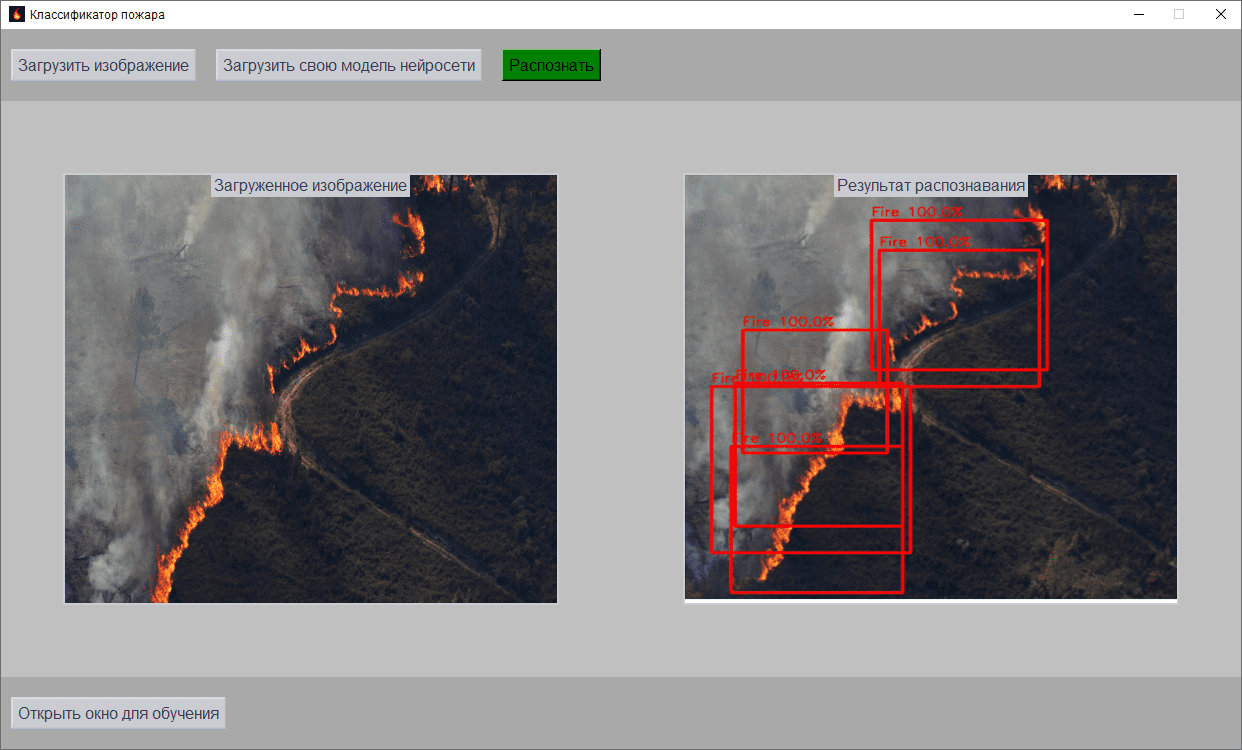 Классификатор пожара
Загрузить изображение
Загрузить свою модель нейросети
Распознать
Загруженное изображение
Результат распознавания
Fire 100.0%
Fire 100.0%
Fire 100.0%
Fire 100.0%
Fire
Fire 100.0%
Открыть окно для обучения